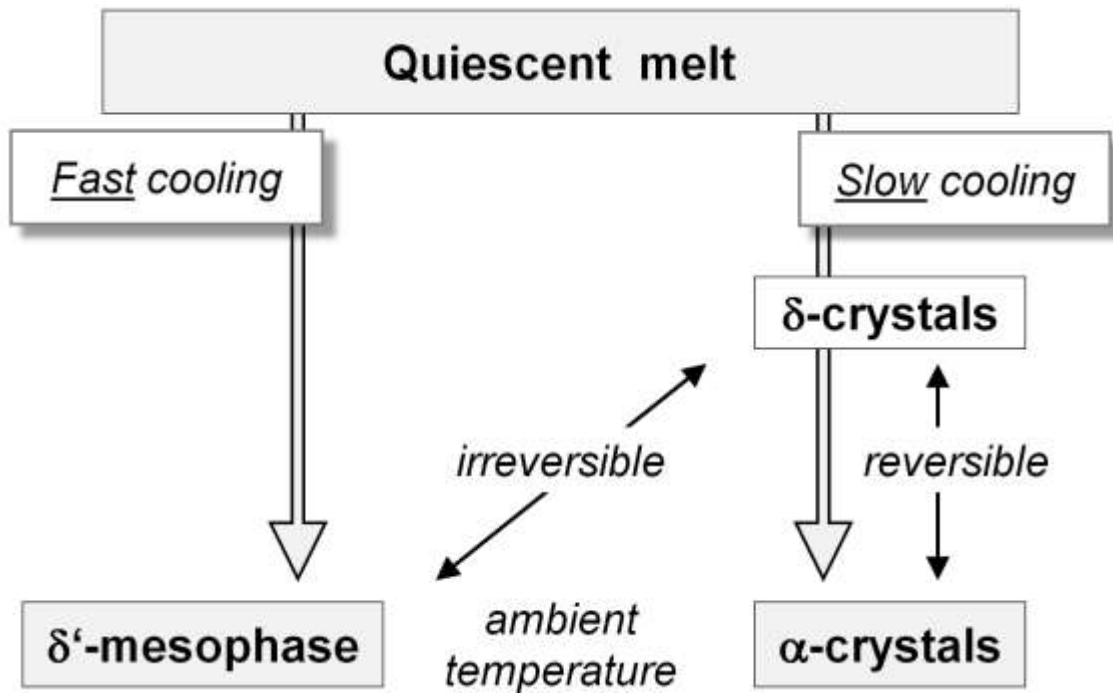 Quiescent melt
Fast cooling
Slow cooling
δ-crystals
irreversible
reversible
δ‘-mesophase
ambient
temperature
α-crystals